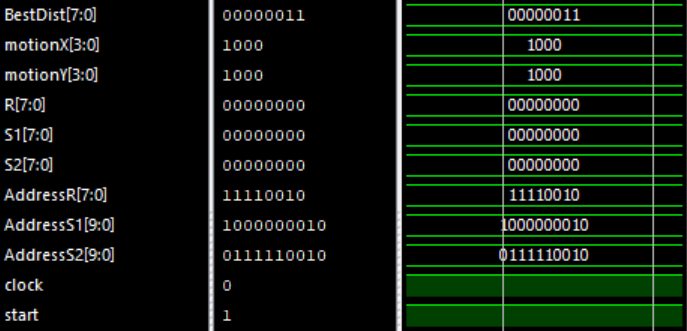 BestDist[7:0] 00000011 00000011
motionX[3:0] 1000 1000
motionY[3:0] 1000 1000
R[7:0] 00000000 00000000
S1[7:0] 00000000 00000000
S2[7:0] 00000000 00000000
AddressR[7:0] 11110010 11110010
AddressS1[9:0] 1000000010 1000000010
AddressS2[9:0] 0111110010 0111110010
clock 0
start 1